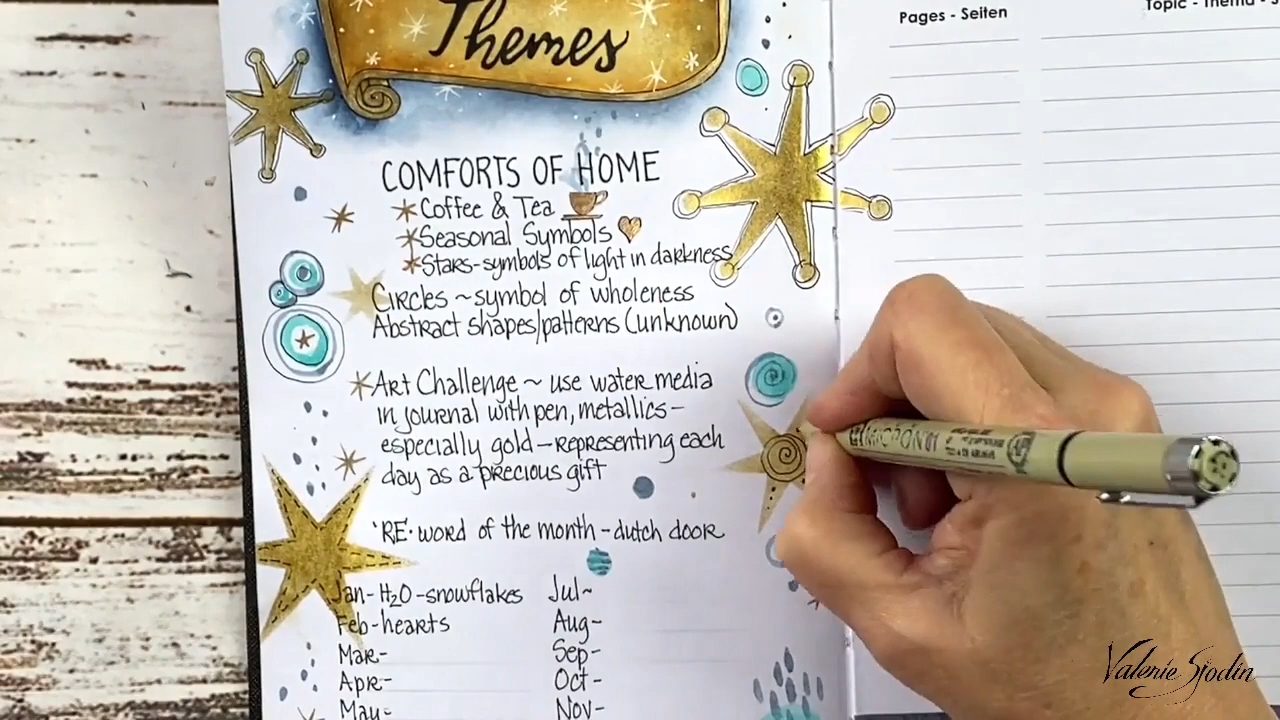 Themes
Pages - Seiten
COMFORTS OF HOME
Coffee & Tea
Seasonal Symbols
Stars-symbols of light in darkness
Circles ~ symbol of wholeness
Abstract shapes/patterns (unknown)
Art Challenge ~ use water media
in journal with pen, metallics -
especially gold - representing each
day as a precious gift
'RE' word of the month - dutch door
Jan- H2O -snowflakes
Feb-hearts
Mar-
Apr-
May-
Jul~
Aug-
Sep-
Oct-
Nov-
Valerie Sjodin